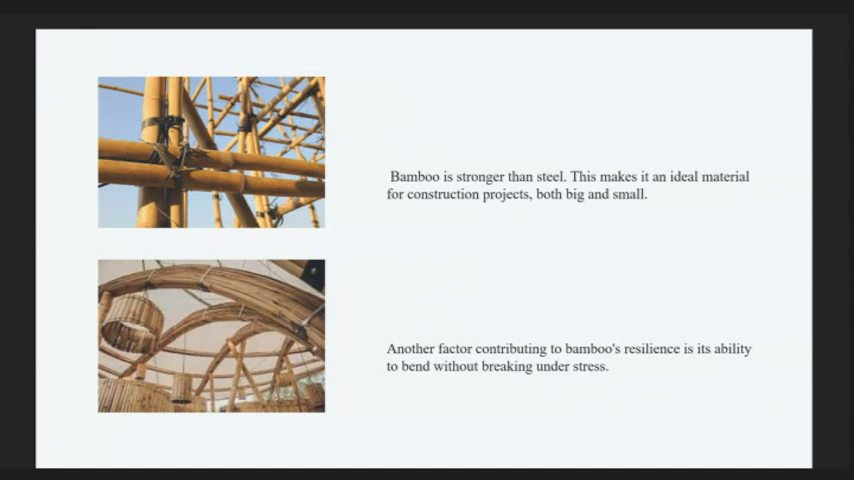 Bamboo is stronger than steel. This makes it an ideal material
for construction projects, both big and small.
Another factor contributing to bamboo's resilience is its ability
to bend without breaking under stress.